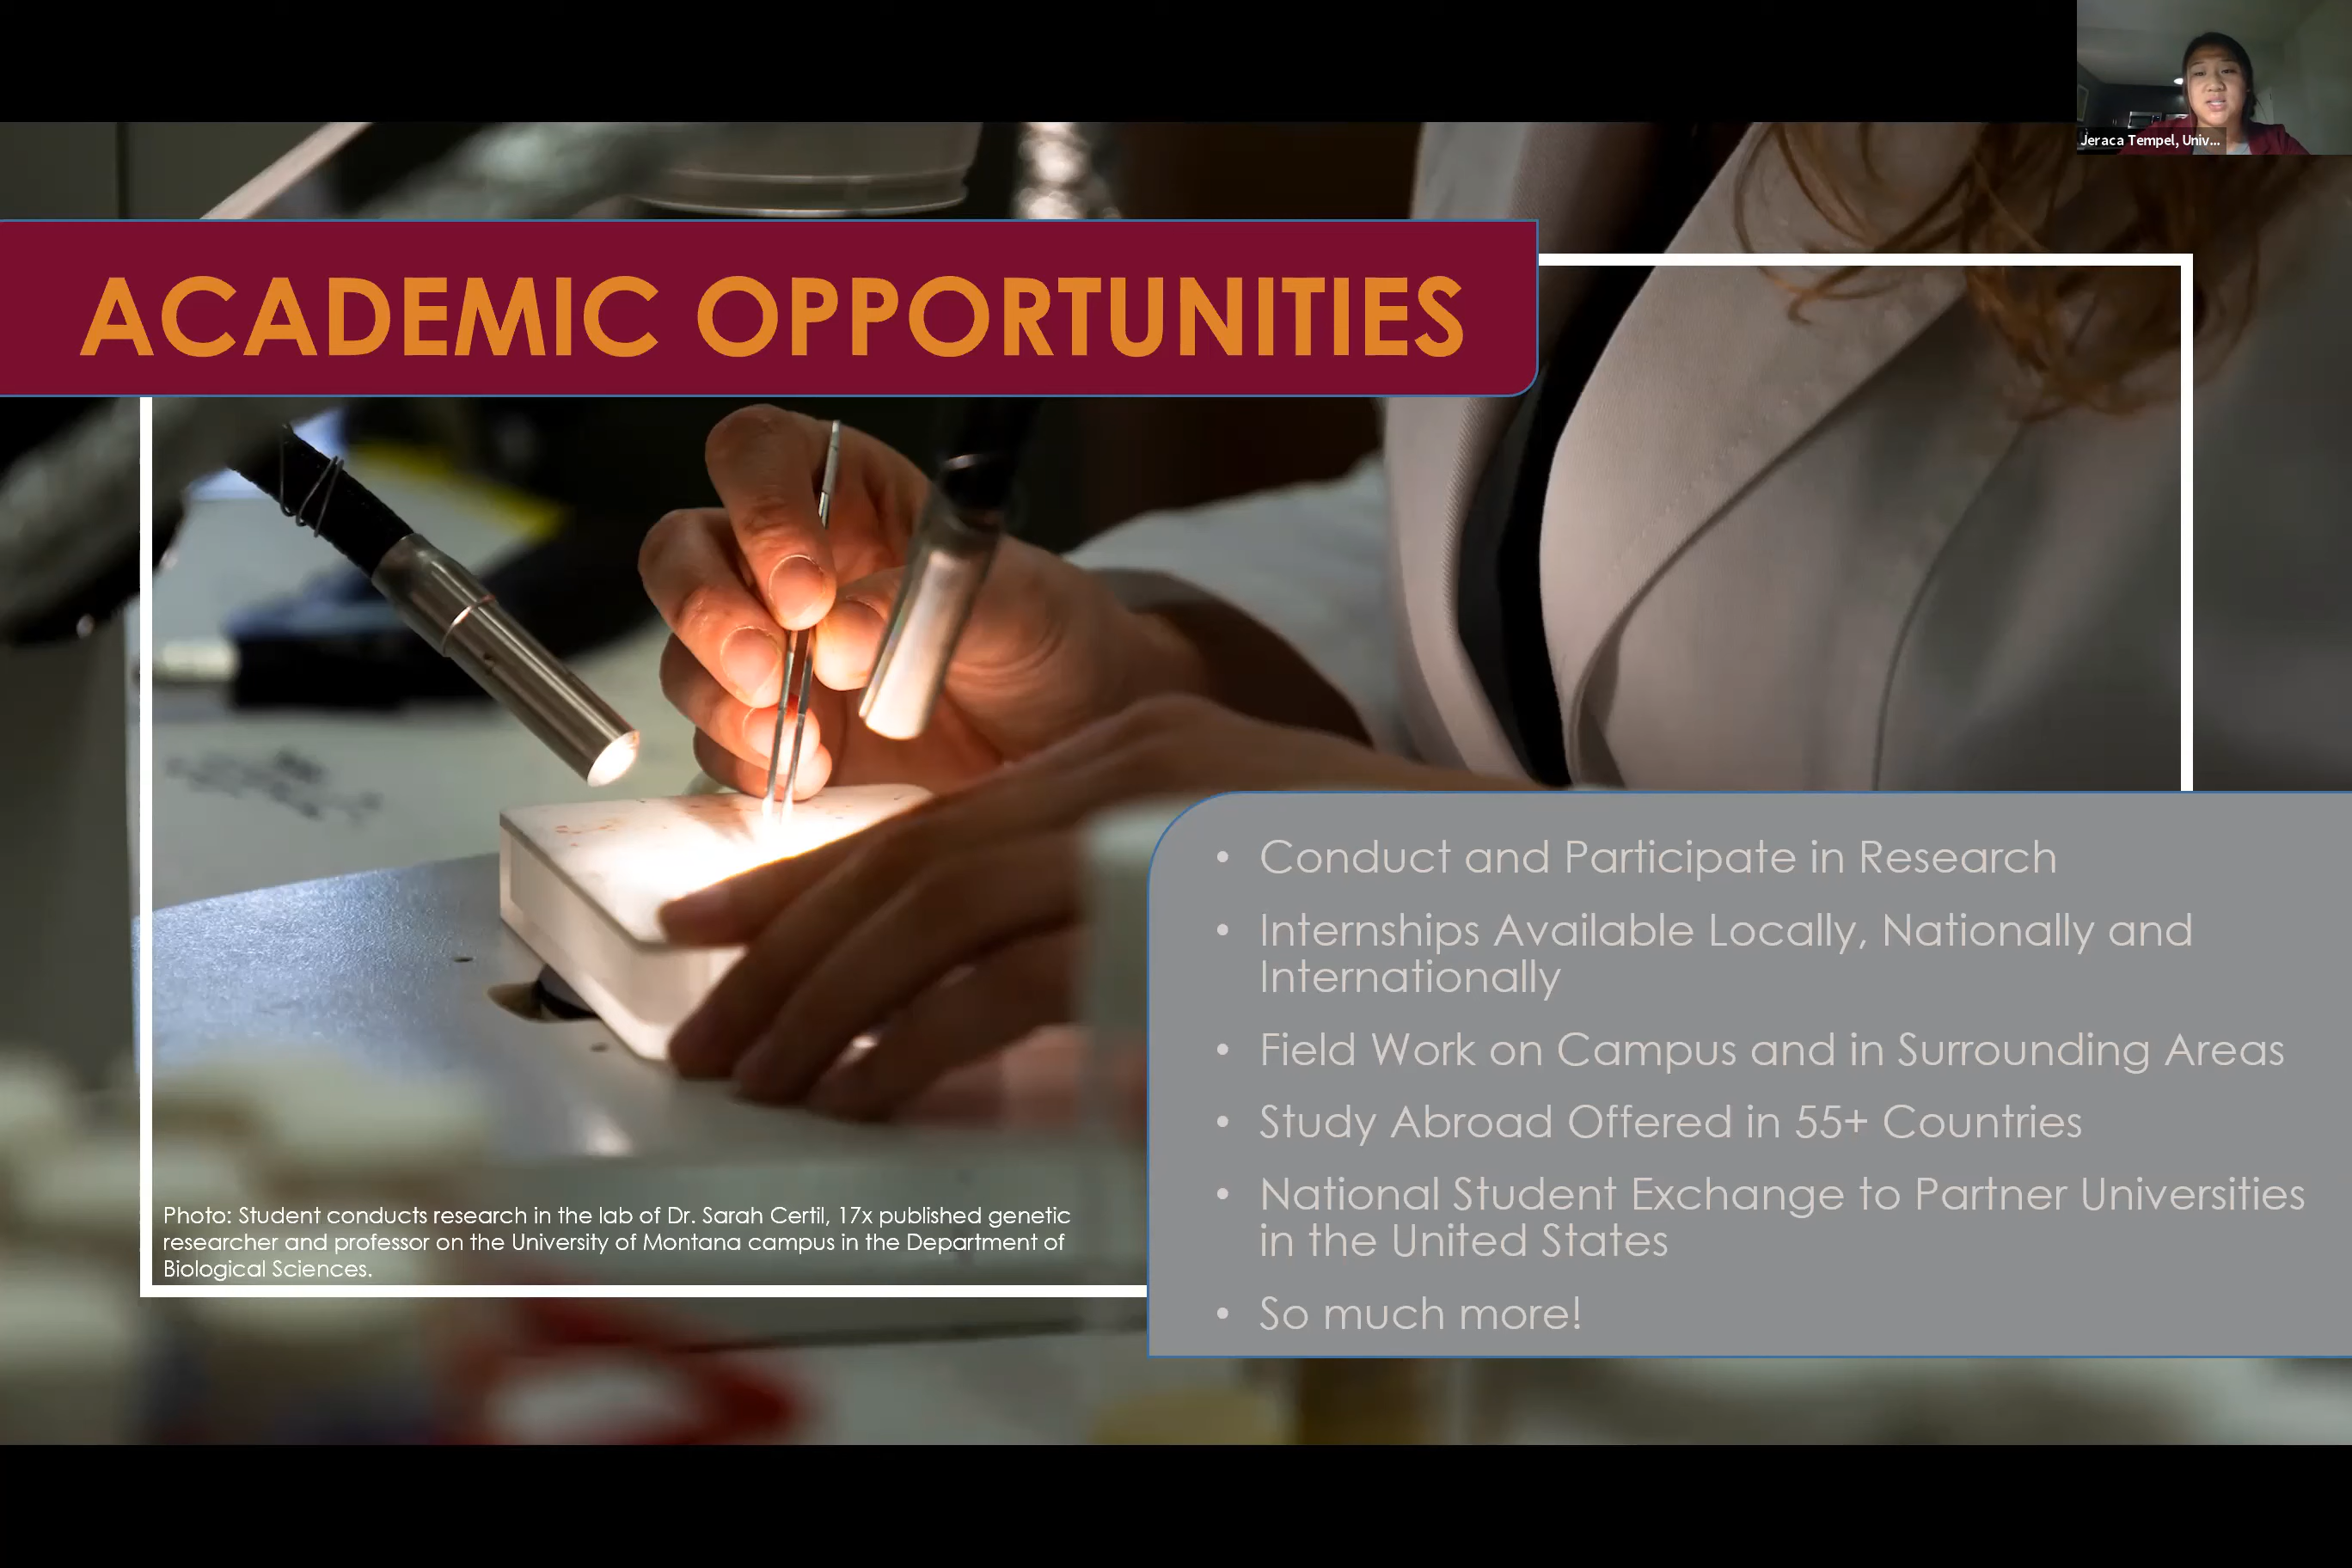 Jeraca Tempel, Univ...
ACADEMIC OPPORTUNITIES
• Conduct and Participate in Research
• Internships Available Locally, Nationally and
Internationally
• Field Work on Campus and in Surrounding Areas
• Study Abroad Offered in 55+ Countries
• National Student Exchange to Partner Universities
in the United States
• So much more!
Photo: Student conducts research in the lab of Dr. Sarah Certil, 17x published genetic
researcher and professor on the University of Montana campus in the Department of
Biological Sciences.